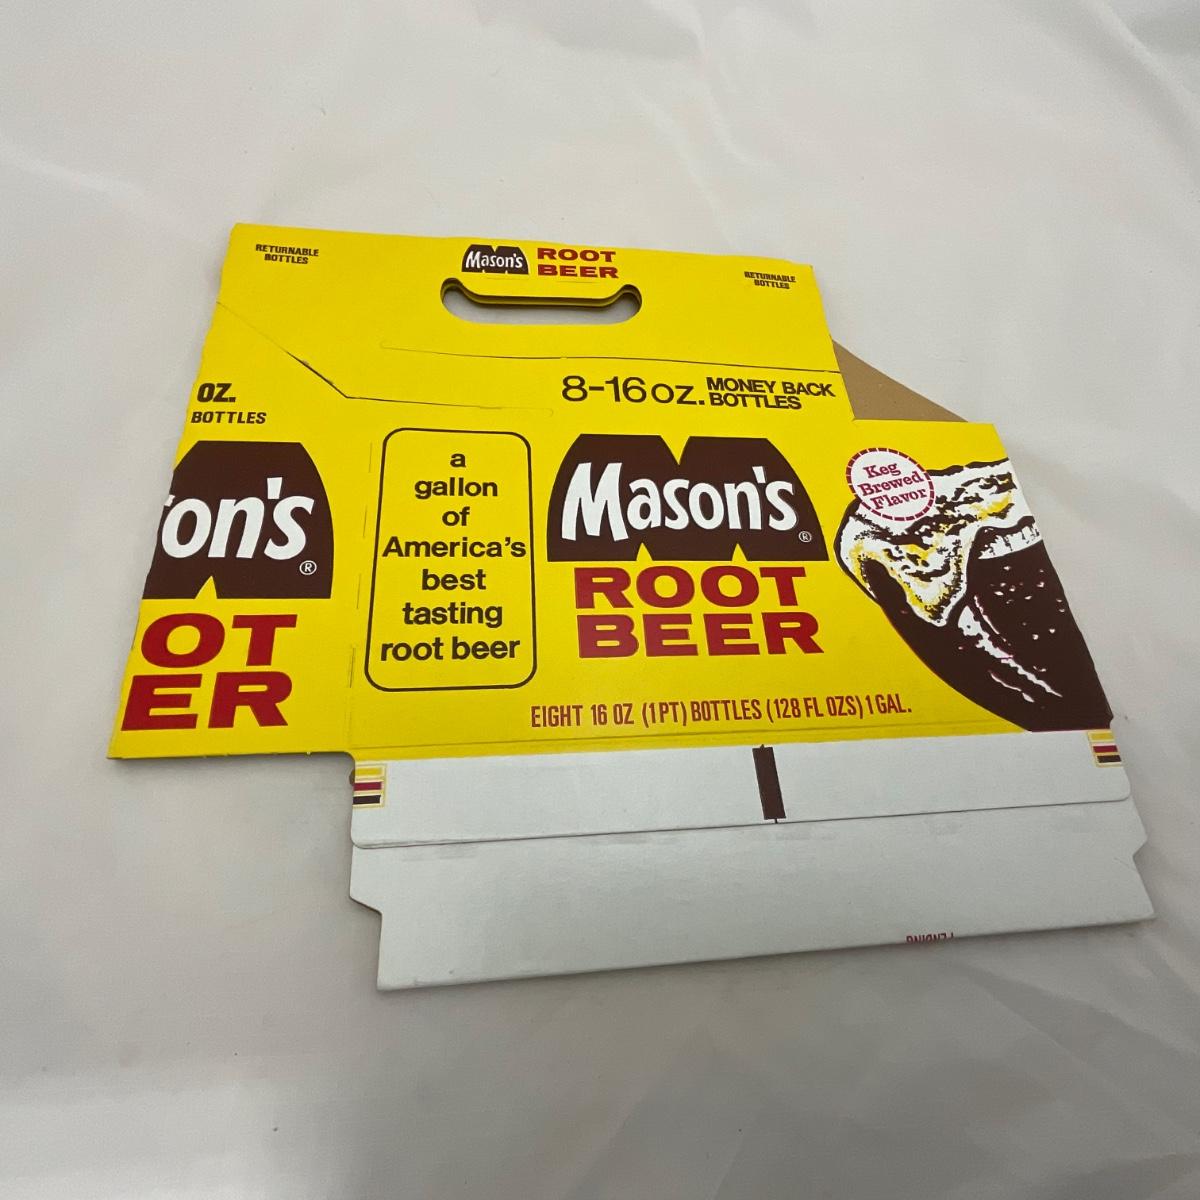 RETURNABLE
BOTTLES
Mason's ROOT
BEER
RETURNABLE
BOTTLES
OZ.
BOTTLES
8-16 oz. MONEY BACK
BOTTLES
on's
®
OT
ER
a
gallon
of
America's
best
tasting
root beer
Mason's
®
ROOT
BEER
Keg
Brewed
Flavor
EIGHT 16 OZ (1 PT) BOTTLES (128 FL OZS) 1 GAL.